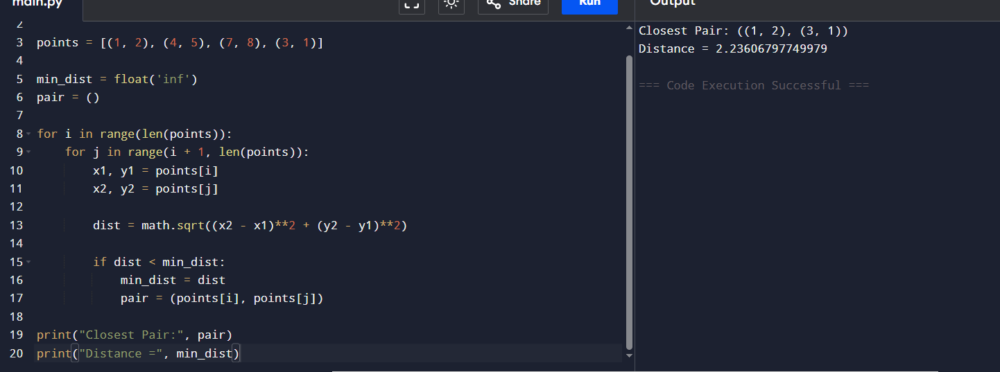 main.py
Share
Run
Output
2
3 points = [(1, 2), (4, 5), (7, 8), (3, 1)]
4
5 min_dist = float('inf')
6 pair = ()
7
8 for i in range(len(points)):
9     for j in range(i + 1, len(points)):
10         x1, y1 = points[i]
11         x2, y2 = points[j]
12
13         dist = math.sqrt((x2 - x1)**2 + (y2 - y1)**2)
14
15         if dist < min_dist:
16             min_dist = dist
17             pair = (points[i], points[j])
18
19 print("Closest Pair:", pair)
20 print("Distance =", min_dist)
Closest Pair: ((1, 2), (3, 1))
Distance = 2.23606797749979
=== Code Execution Successful ===